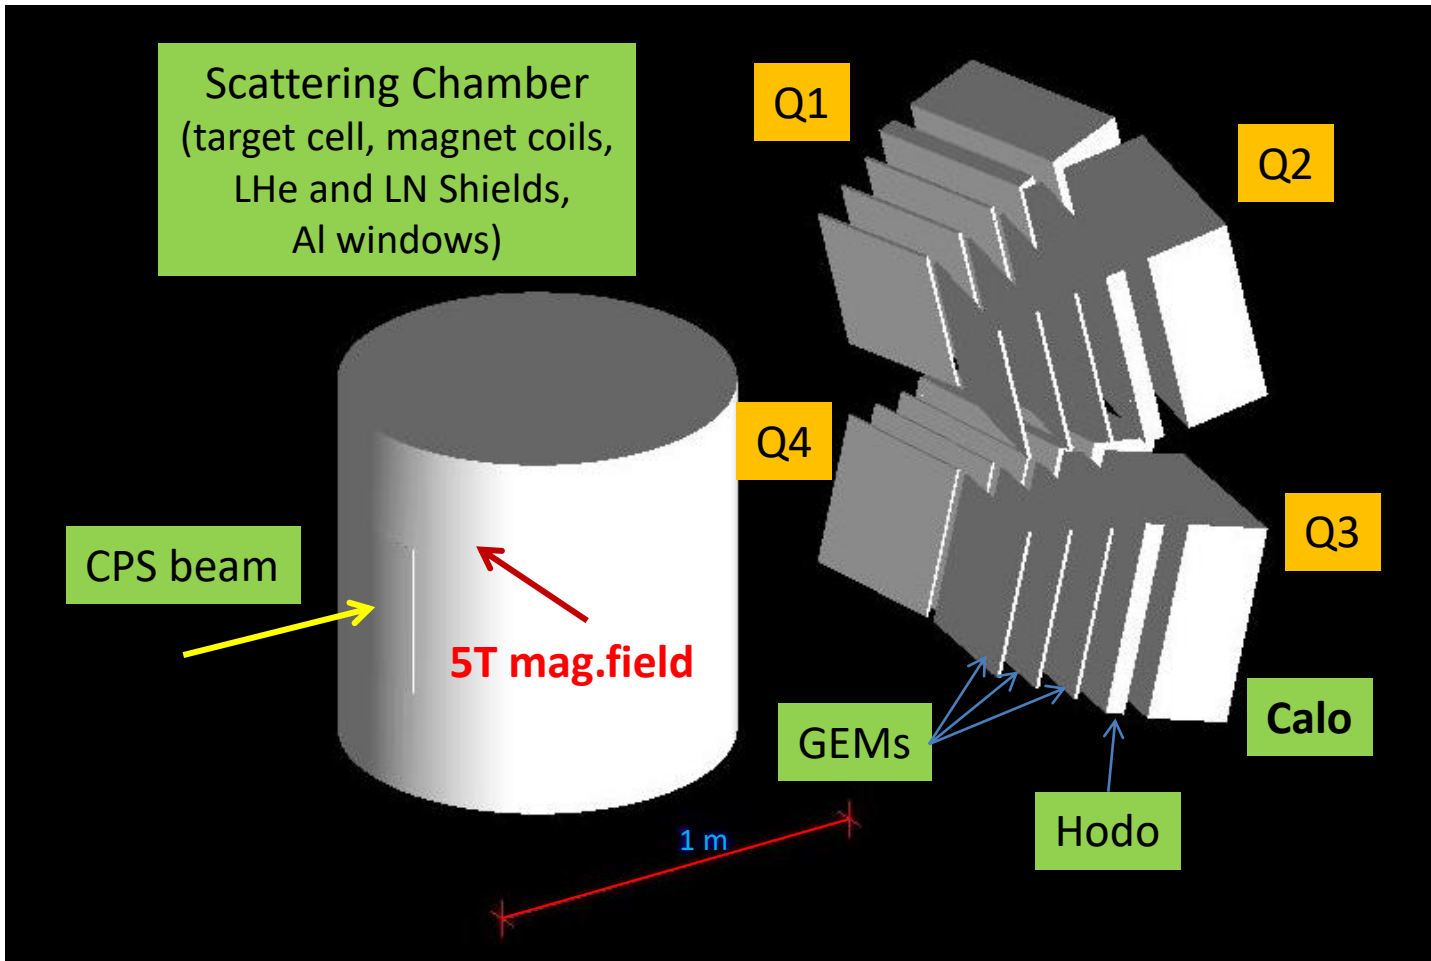 Scattering Chamber
(target cell, magnet coils,
LHe and LN Shields,
Al windows)
Q1
Q2
Q4
Q3
CPS beam
5T mag.field
GEMs
Calo
Hodo
1 m